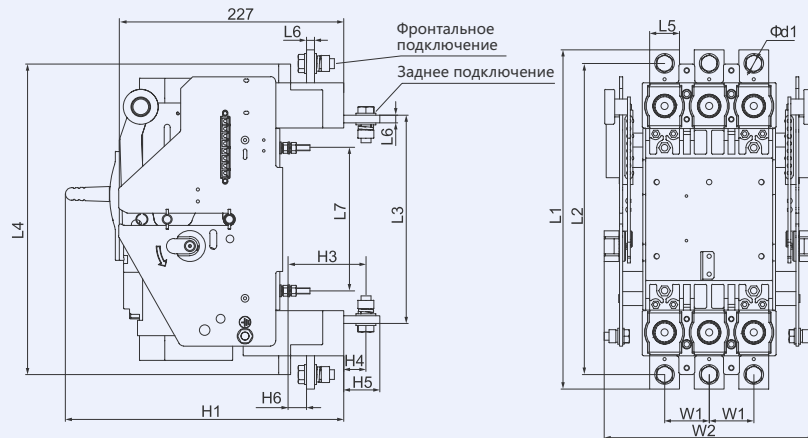 227
L6
Фронтальное
подключение
Заднее подключение
L6
L4
L7
L3
H3
H4
H5
H6
H1
L5
Φd1
L1
L2
W1
W1
W2